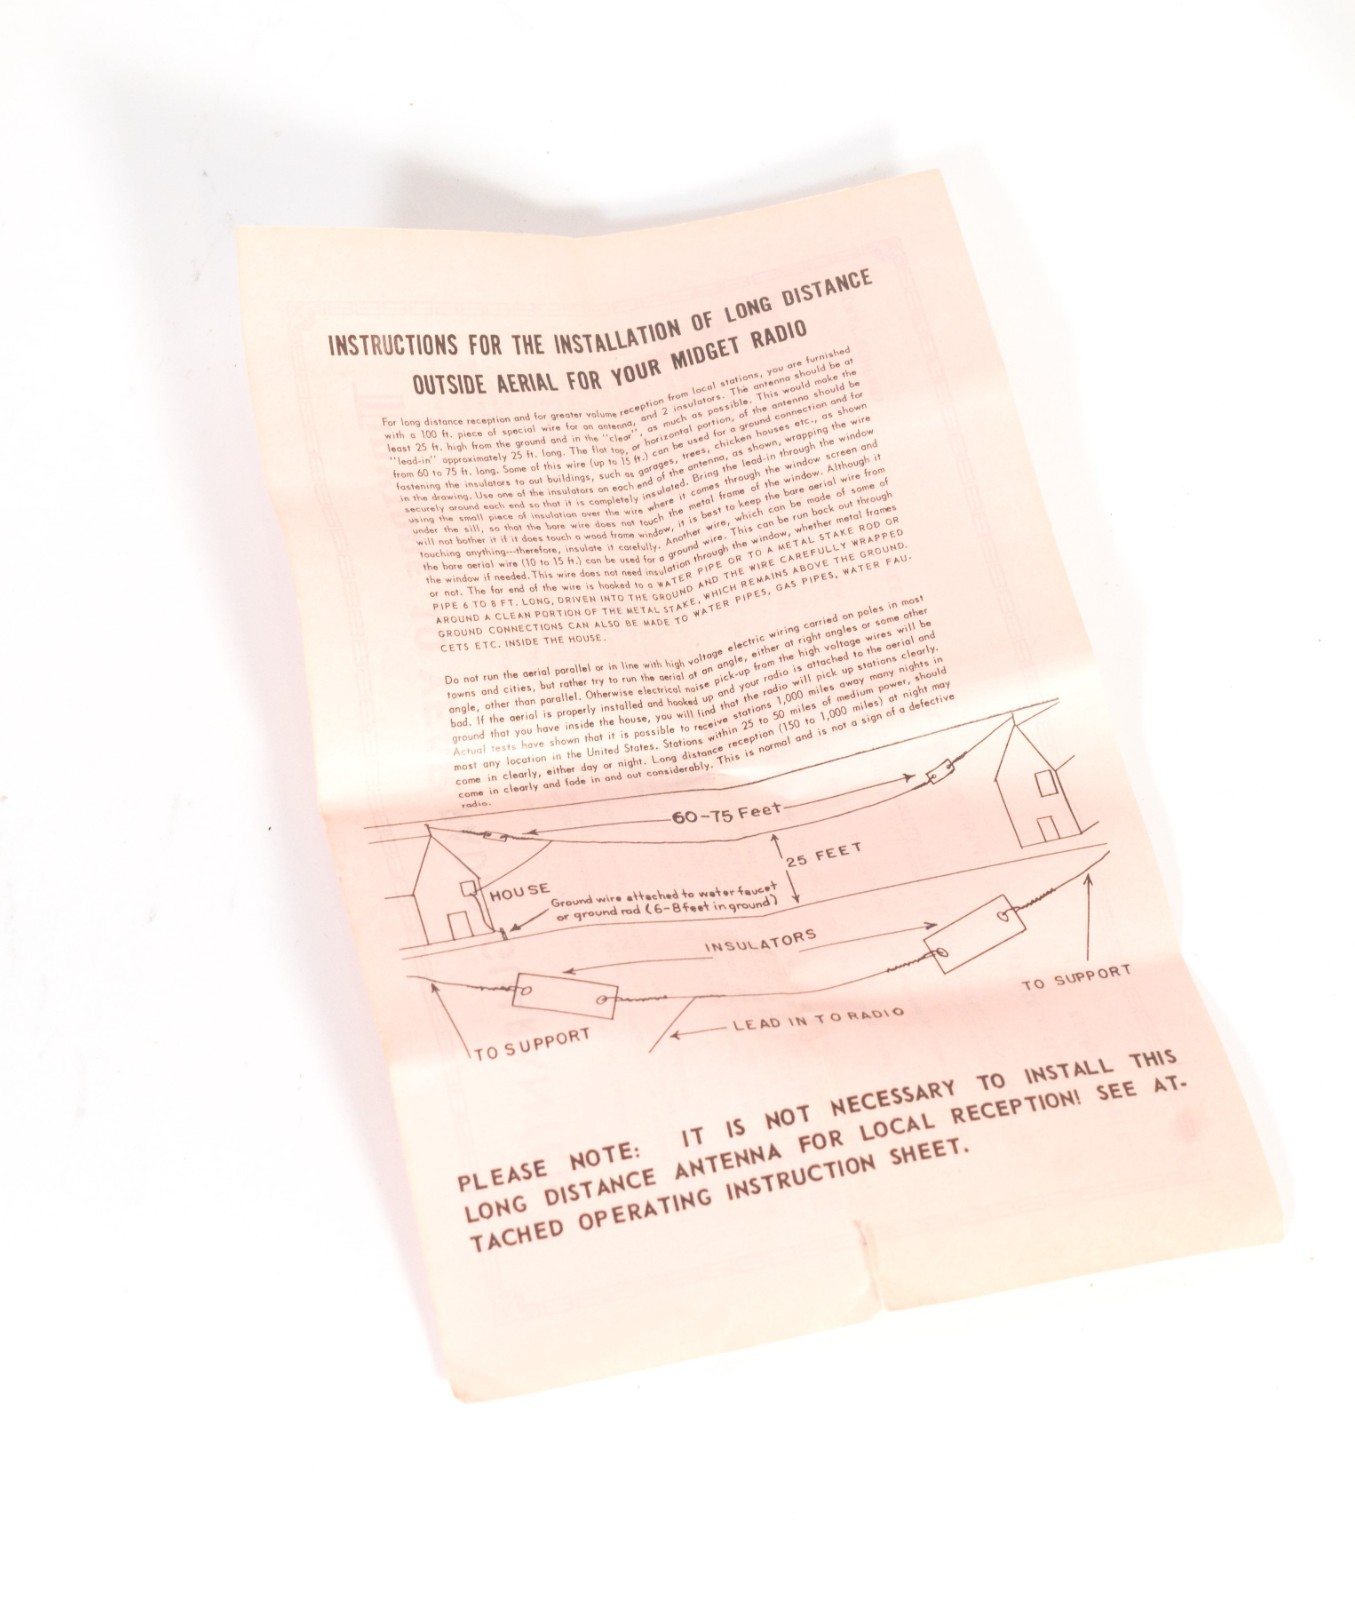 INSTRUCTIONS FOR THE INSTALLATION OF LONG DISTANCE
OUTSIDE AERIAL FOR YOUR MIDGET RADIO
For long distance reception and for greater volume reception from local stations, you are furnished
with a 100 ft. piece of special wire for an antenna, and 2 insulators. The antenna should be at
least 25 ft. high from the ground and in the "clear", as much as possible. This would make the
"lead-in" approximately 25 ft. long. The flat top, or horizontal portion, of the antenna should be
from 60 to 75 ft. long. Some of this wire (up to 15 ft.) can be used for a ground connection and for
fastening the insulators to out buildings, such as garages, trees, chicken houses etc., as shown
in the drawing. Use one of the insulators on each end of the antenna, as shown, wrapping the wire
securely around each end so that it is completely insulated. Bring the lead-in through the window
using the small piece of insulation over the wire where it comes through the window screen and
under the sill, so that the bare wire does not touch the metal frame of the window. Although it
will not bother it if it does touch a wood frame window, it is best to keep the bare aerial wire from
touching anything---therefore, insulate it carefully. Another wire, which can be made of some of
the bare aerial wire (10 to 15 ft.) can be used for a ground wire. This can be run back out through
the window if needed. This wire does not need insulation through the window, whether metal frames
or not. The far end of the wire is hooked to a WATER PIPE OR TO A METAL STAKE ROD OR
PIPE 6 TO 8 FT. LONG, DRIVEN INTO THE GROUND AND THE WIRE CAREFULLY WRAPPED
AROUND A CLEAN PORTION OF THE METAL STAKE, WHICH REMAINS ABOVE THE GROUND.
GROUND CONNECTIONS CAN ALSO BE MADE TO WATER PIPES, GAS PIPES, WATER FAU-
CETS ETC. INSIDE THE HOUSE.
Do not run the aerial parallel or in line with high voltage electric wiring carried on poles in most
towns and cities, but rather try to run the aerial at an angle, either at right angles or some other
angle, other than parallel. Otherwise electrical noise pick-up from the high voltage wires will be
bad. If the aerial is properly installed and hooked up and your radio is attached to the aerial and
ground that you have inside the house, you will find that the radio will pick up stations clearly.
Actual tests have shown that it is possible to receive stations 1,000 miles away many nights in
most any location in the United States. Stations within 25 to 50 miles of medium power, should
come in clearly, either day or night. Long distance reception (150 to 1,000 miles) at night may
come in clearly and fade in and out considerably. This is normal and is not a sign of a defective
radio.
60-75 Feet
25 FEET
HOUSE
Ground wire attached to water faucet
or ground rod (6-8 feet in ground)
INSULATORS
TO SUPPORT
LEAD IN TO RADIO
TO SUPPORT
PLEASE NOTE: IT IS NOT NECESSARY TO INSTALL THIS
LONG DISTANCE ANTENNA FOR LOCAL RECEPTION! SEE AT-
TACHED OPERATING INSTRUCTION SHEET.